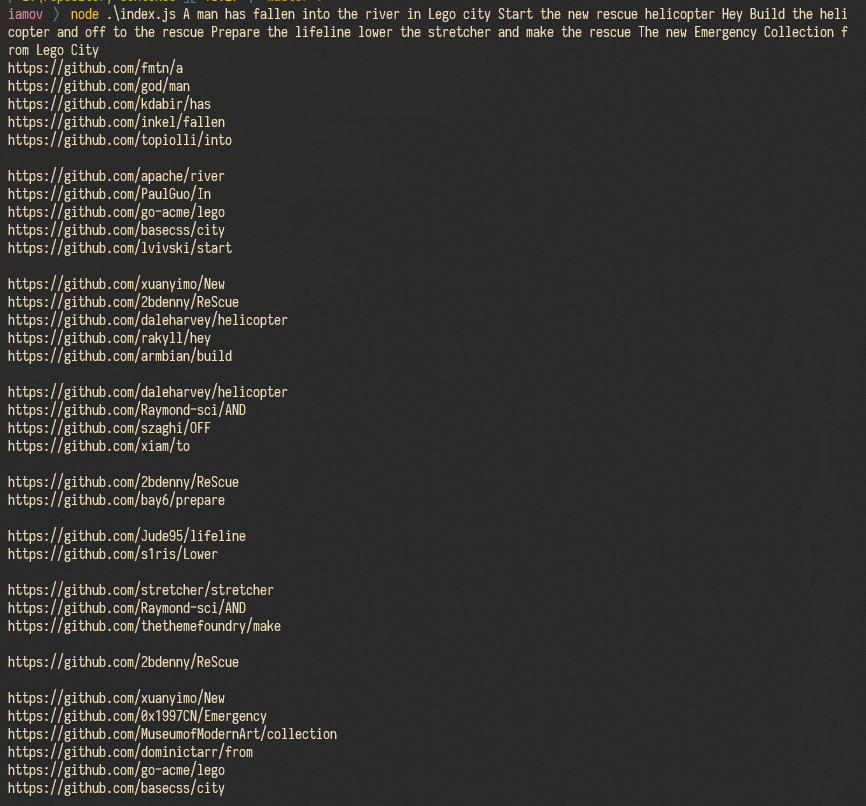 iamov 〉 node .\index.js A man has fallen into the river in Lego city Start the new rescue helicopter Hey Build the heli
copter and off to the rescue Prepare the lifeline lower the stretcher and make the rescue The new Emergency Collection f
rom Lego City
https://github.com/fmtn/a
https://github.com/god/man
https://github.com/kdabir/has
https://github.com/inkel/fallen
https://github.com/topiolli/into

https://github.com/apache/river
https://github.com/PaulGuo/In
https://github.com/go-acme/lego
https://github.com/basecss/city
https://github.com/lvivski/start

https://github.com/xuanyimo/New
https://github.com/2bdenny/ReScue
https://github.com/daleharvey/helicopter
https://github.com/rakyll/hey
https://github.com/armbian/build

https://github.com/daleharvey/helicopter
https://github.com/Raymond-sci/AND
https://github.com/szaghi/OFF
https://github.com/xiam/to

https://github.com/2bdenny/ReScue
https://github.com/bay6/prepare

https://github.com/Jude95/lifeline
https://github.com/s1ris/Lower

https://github.com/stretcher/stretcher
https://github.com/Raymond-sci/AND
https://github.com/thethemefoundry/make

https://github.com/2bdenny/ReScue

https://github.com/xuanyimo/New
https://github.com/0x1997CN/Emergency
https://github.com/MuseumofModernArt/collection
https://github.com/dominictarr/from
https://github.com/go-acme/lego
https://github.com/basecss/city